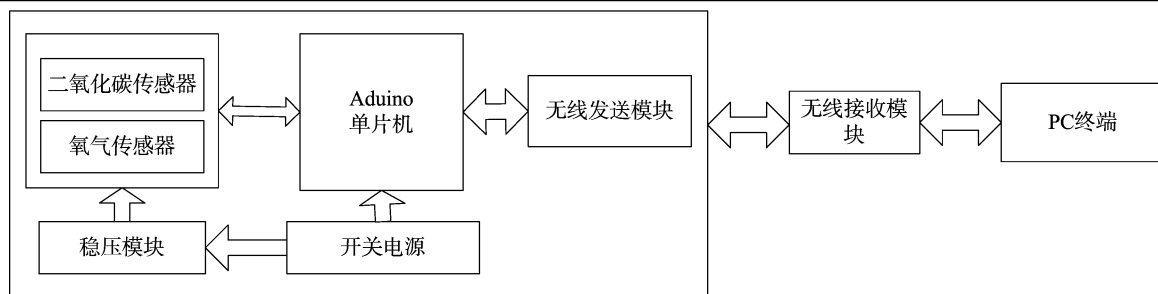 二氧化碳传感器
氧气传感器
Aduino
单片机
无线发送模块
无线接收模
块
PC终端
稳压模块
开关电源